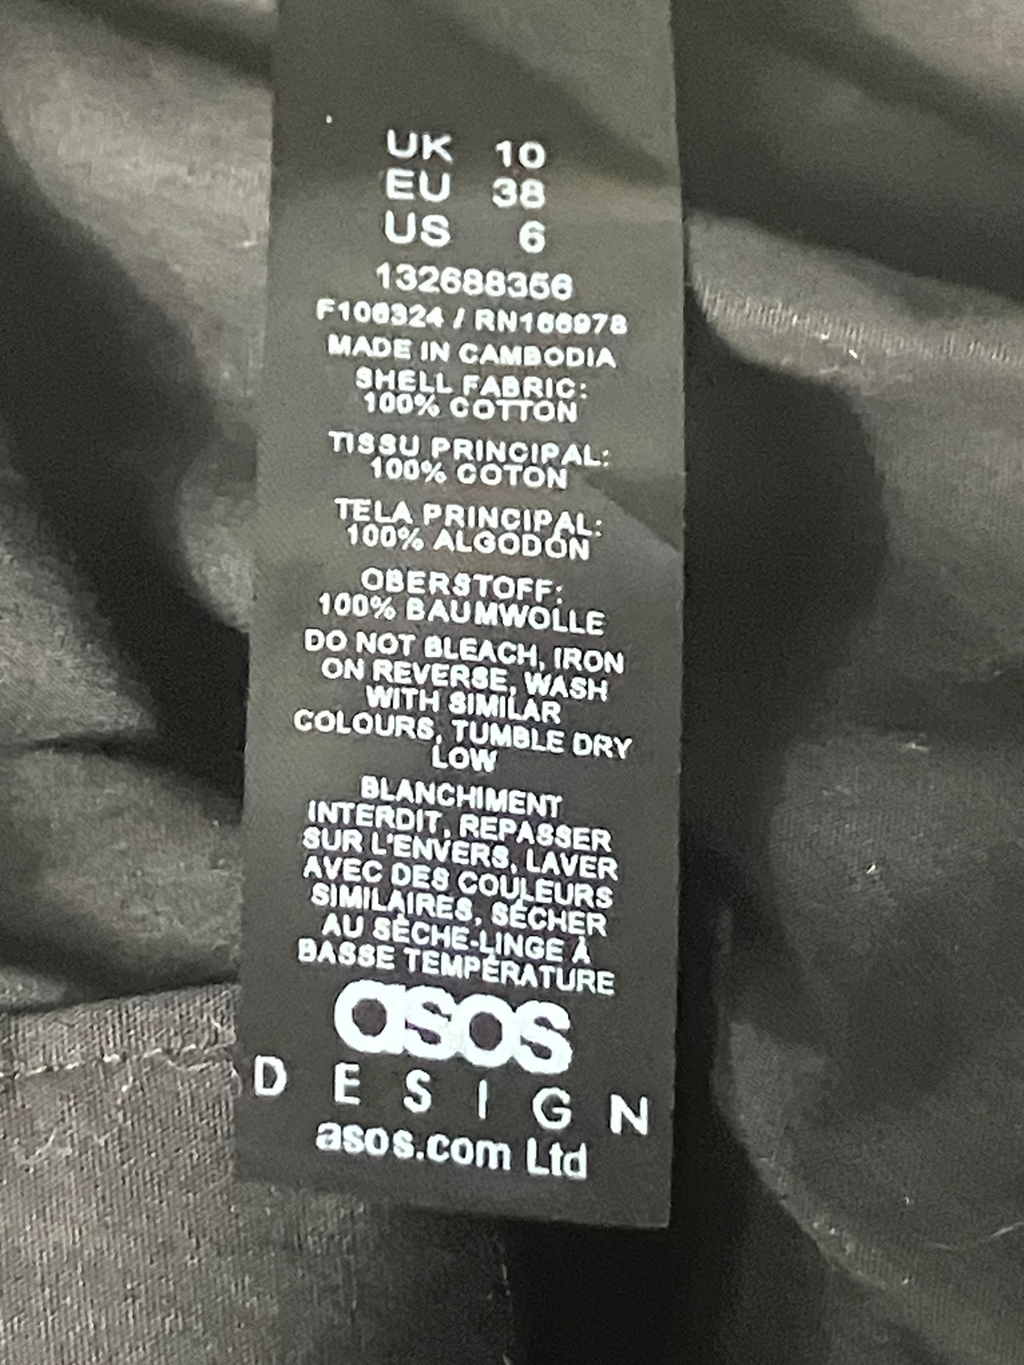 UK 10
EU 38
US 6
132688356
F106324 / RN166978
MADE IN CAMBODIA
SHELL FABRIC:
100% COTTON
TISSU PRINCIPAL:
100% COTON
TELA PRINCIPAL:
100% ALGODÓN
OBERSTOFF:
100% BAUMWOLLE
DO NOT BLEACH, IRON
ON REVERSE, WASH
WITH SIMILAR
COLOURS, TUMBLE DRY
LOW
BLANCHIMENT
INTERDIT, REPASSER
SUR L'ENVERS, LAVER
AVEC DES COULEURS
SIMILAIRES, SÉCHER
AU SÈCHE-LINGE À
BASSE TEMPÉRATURE
asos
DESIGN
asos.com Ltd